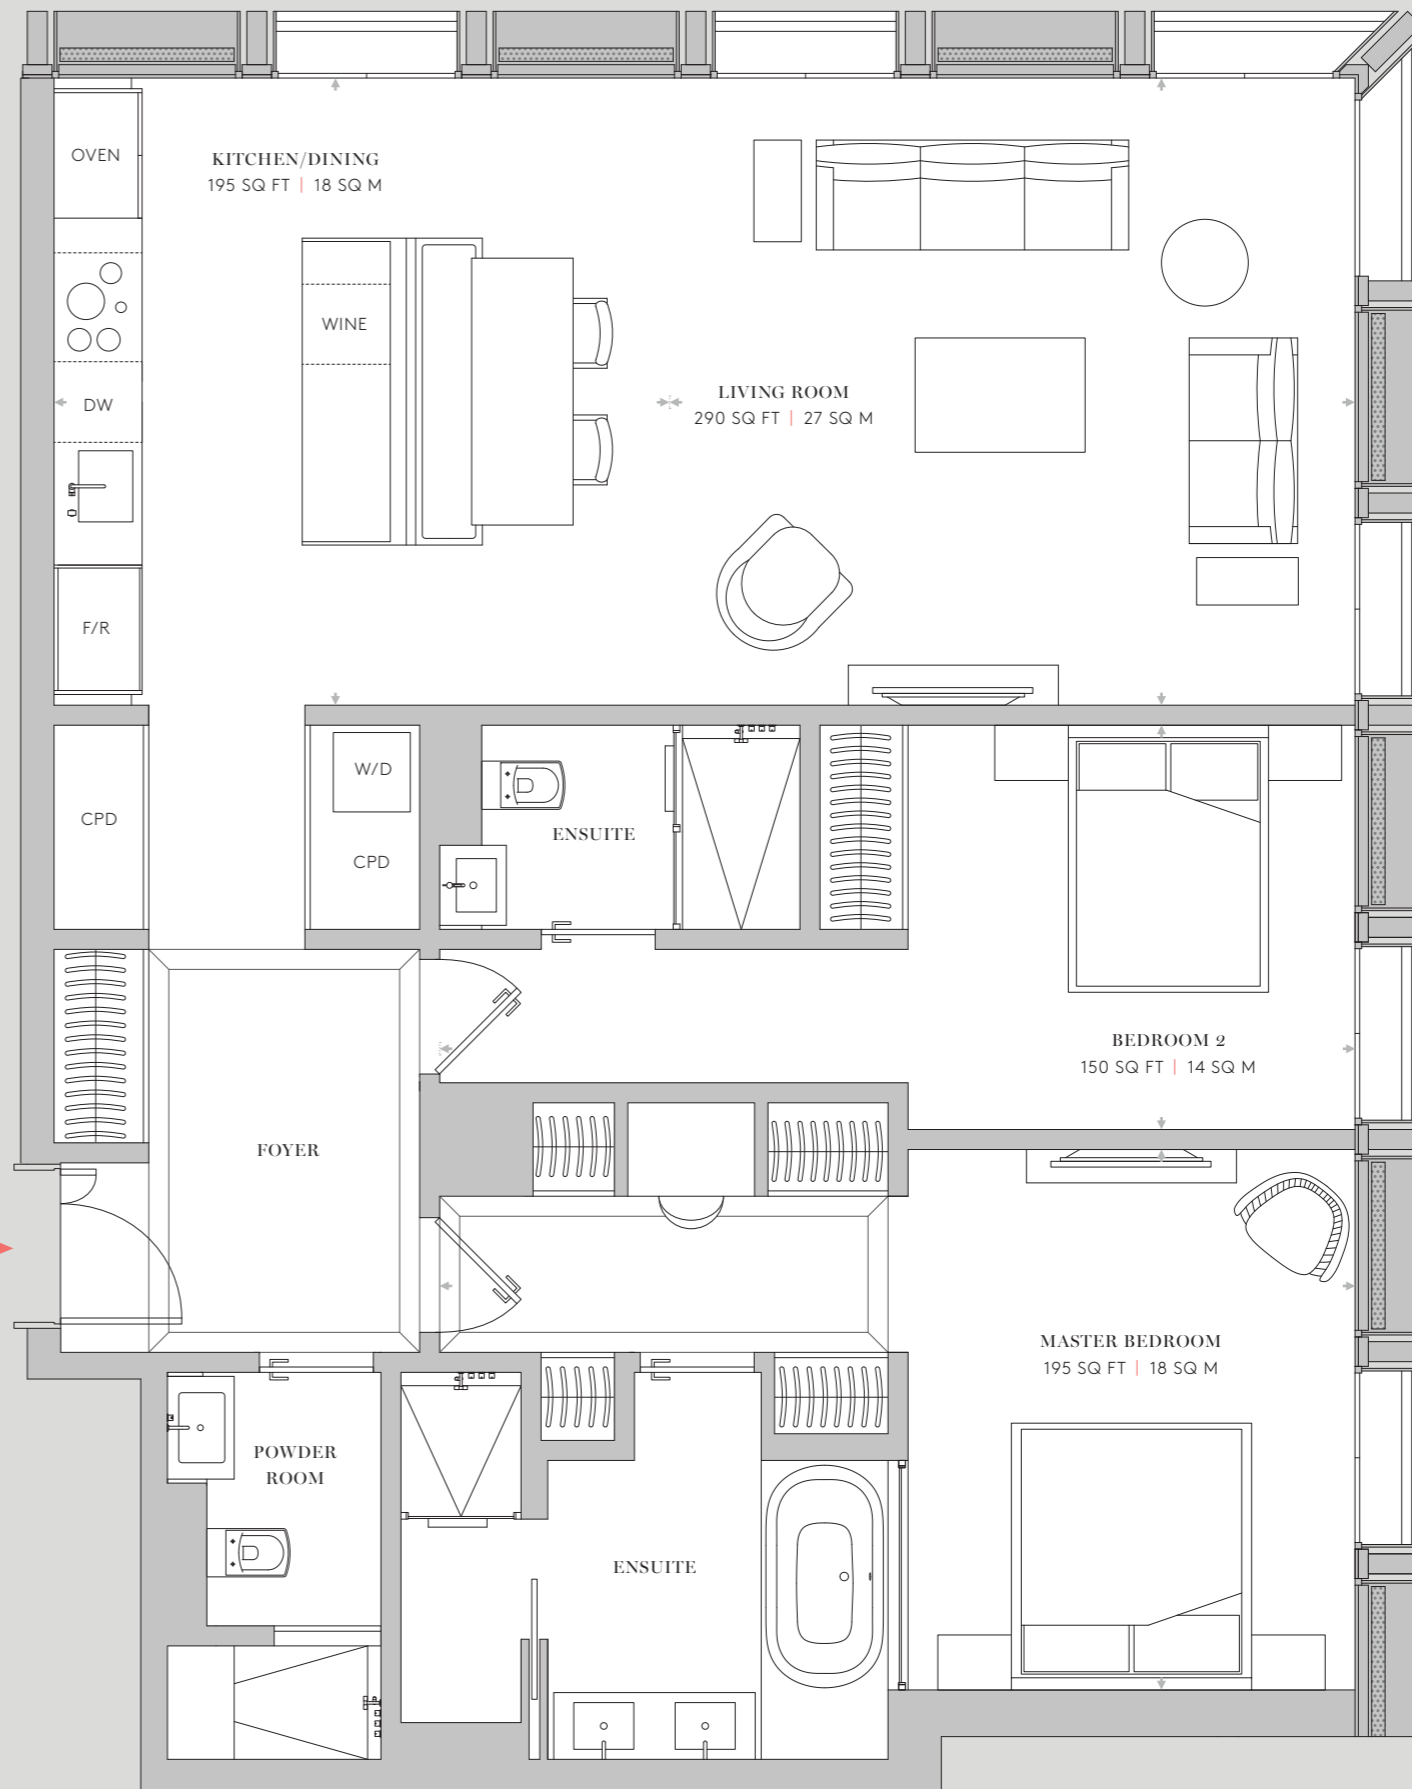 OVEN
KITCHEN/DINING
195 SQ FT | 18 SQ M
WINE
DW
LIVING ROOM
290 SQ FT | 27 SQ M
F/R
W/D
CPD
CPD
ENSUITE
BEDROOM 2
150 SQ FT | 14 SQ M
FOYER
MASTER BEDROOM
195 SQ FT | 18 SQ M
POWDER
ROOM
ENSUITE